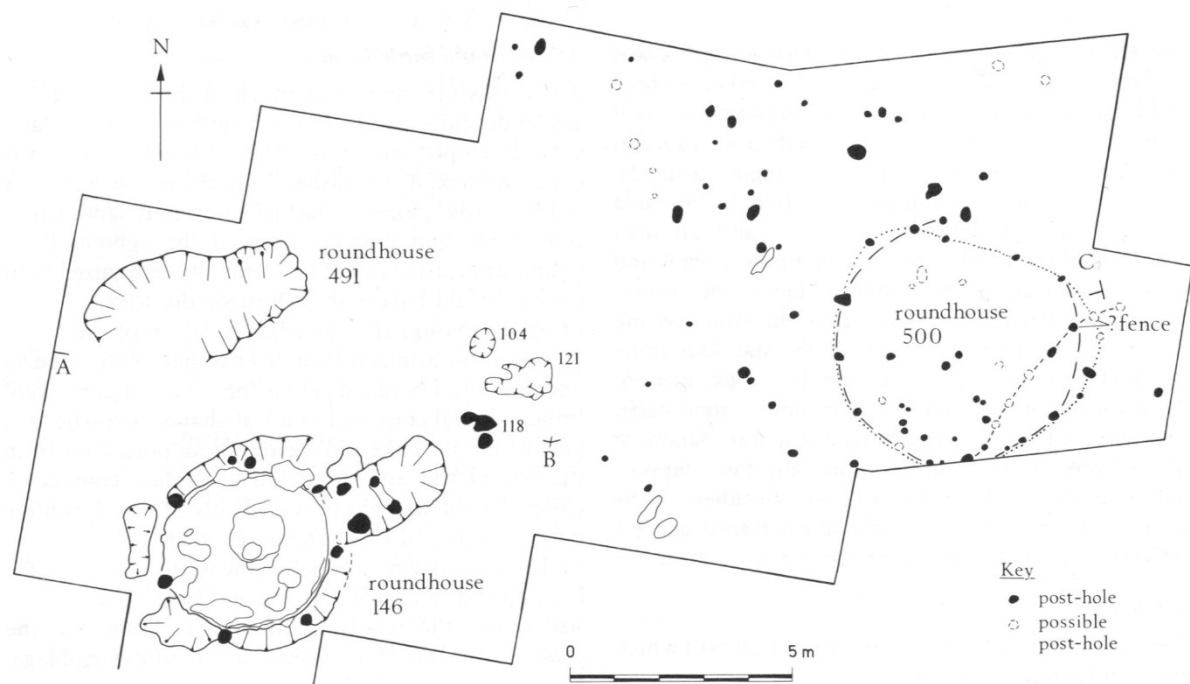 N
roundhouse
491
A
104
121
118
B
C
?fence
roundhouse
500
roundhouse
146
Key
post-hole
possible
post-hole
0
5 m